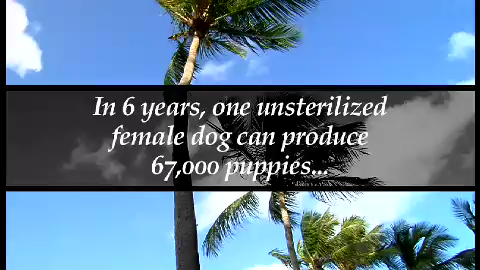 In 6 years, one unsterilized
female dog can produce
67,000 puppies...